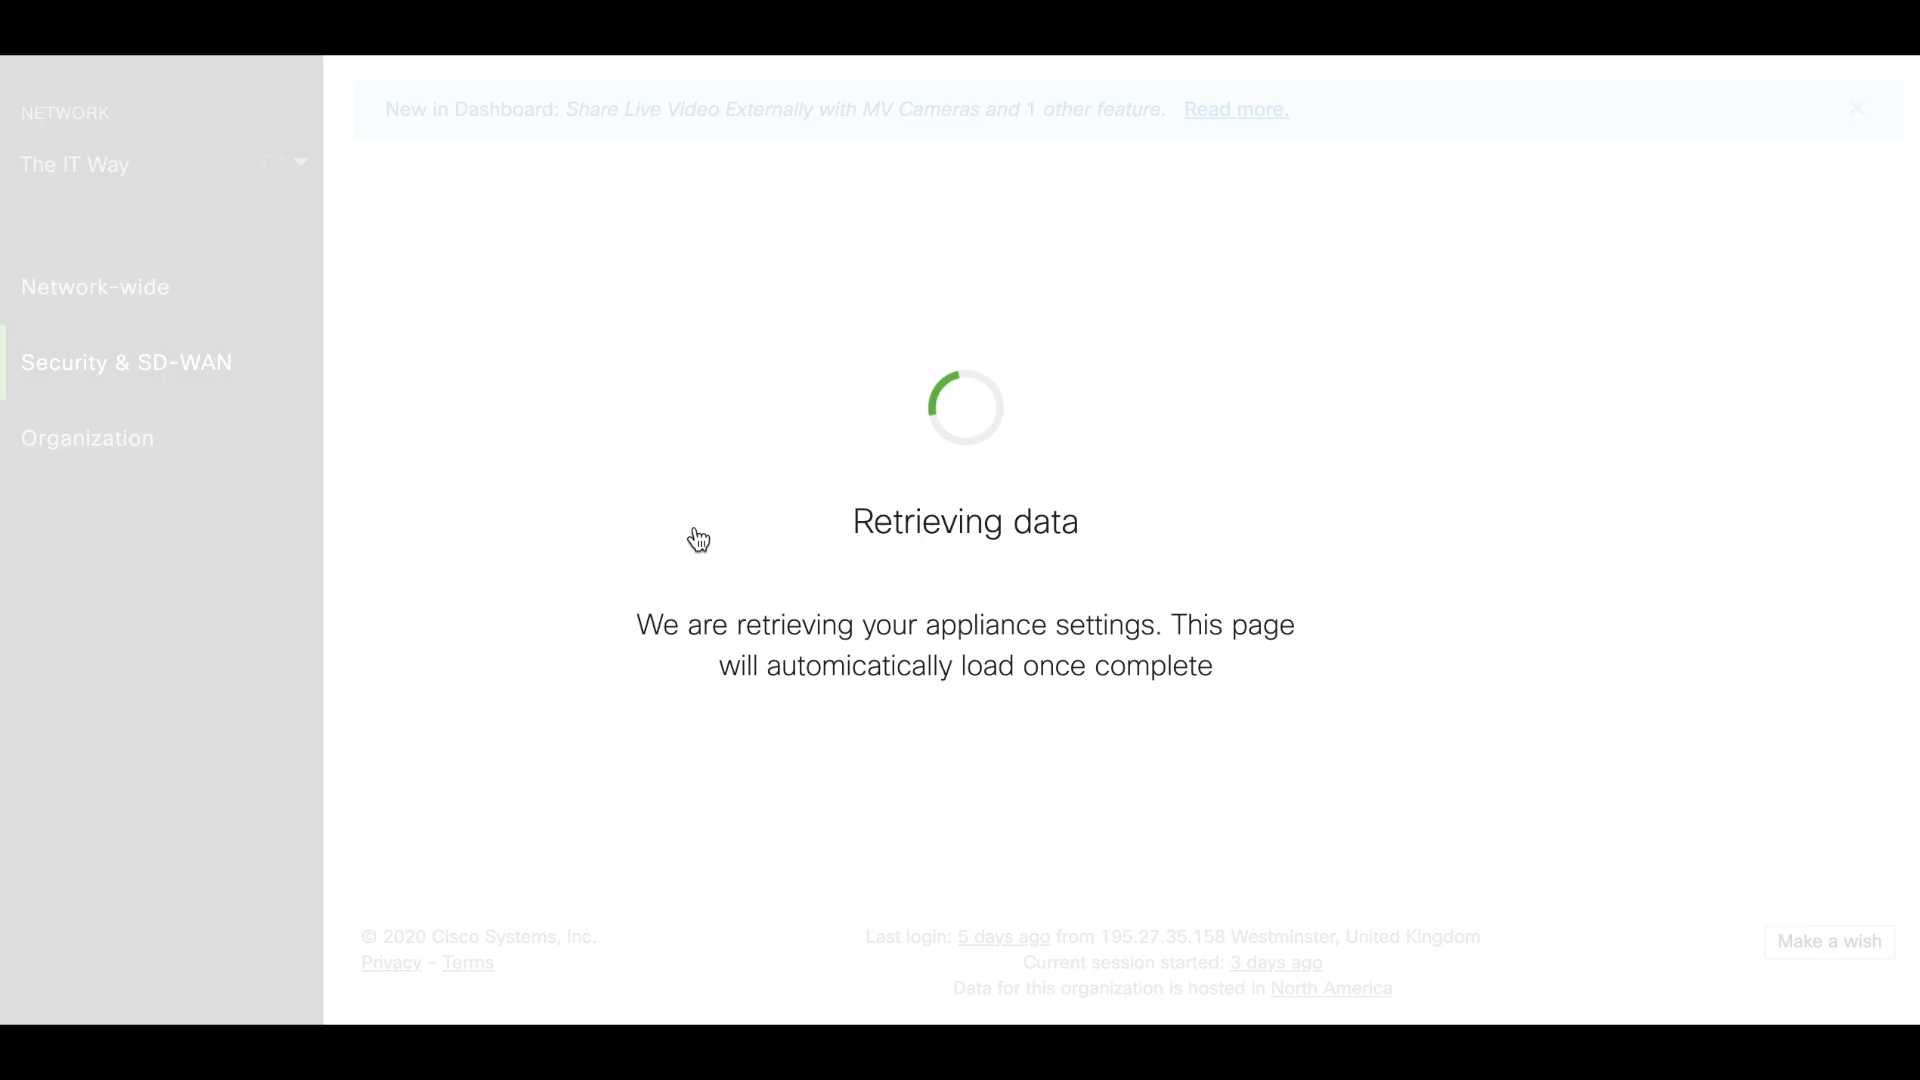 NETWORK
The IT Way
Network-wide
Security & SD-WAN
Organization
New in Dashboard: Share Live Video Externally with MV Cameras and 1 other feature. Read more.
Retrieving data
We are retrieving your appliance settings. This page
will automicatically load once complete
© 2020 Cisco Systems, Inc.
Privacy - Terms
Last login: 5 days ago from 195.27.35.158 Westminster, United Kingdom
Current session started: 3 days ago
Data for this organization is hosted in North America
Make a wish